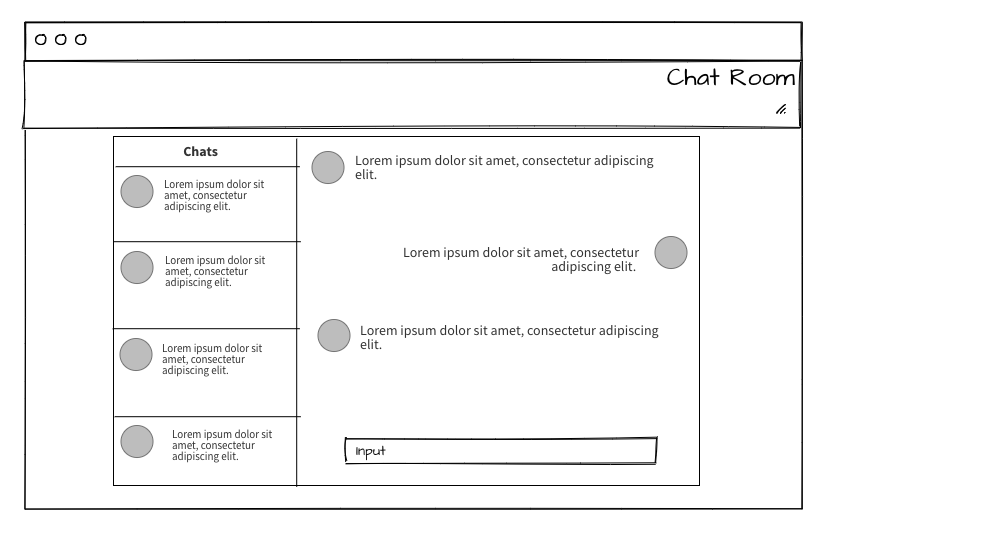 Chat Room
Chats
Lorem ipsum dolor sit
amet, consectetur
adipiscing elit.
Lorem ipsum dolor sit
amet, consectetur
adipiscing elit.
Lorem ipsum dolor sit
amet, consectetur
adipiscing elit.
Lorem ipsum dolor sit
amet, consectetur
adipiscing elit.
Lorem ipsum dolor sit amet, consectetur adipiscing
elit.
Lorem ipsum dolor sit amet, consectetur
adipiscing elit.
Lorem ipsum dolor sit amet, consectetur adipiscing
elit.
Input